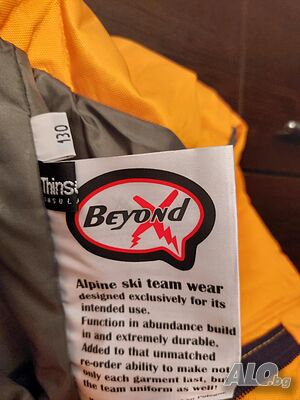 130
Thins
BEYOND X
Alpine ski team wear
designed exclusively for its
intended use.
Function in abundance build
in and extremely durable.
Added to that unmatched
re-order ability to make not
only each garment last, but
the team uniform as well!
ALO.bg